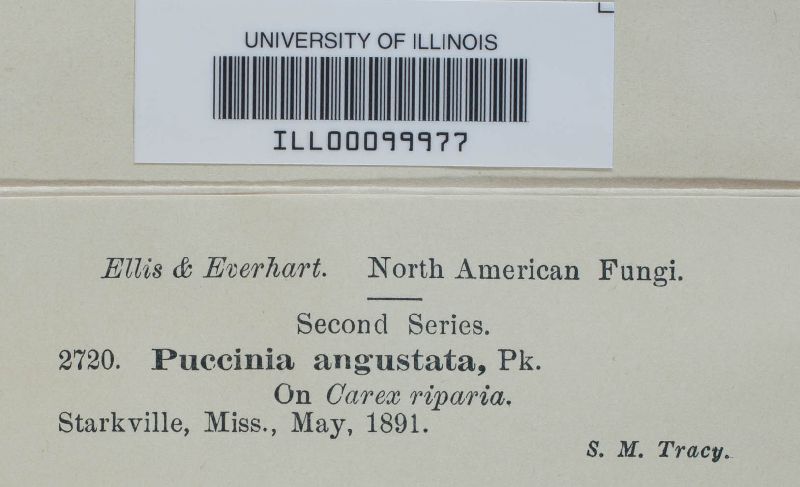 UNIVERSITY OF ILLINOIS
ILL00099977
Ellis & Everhart. North American Fungi.
Second Series.
2720. Puccinia angustata, Pk.
On Carex riparia.
Starkville, Miss., May, 1891.
S. M. Tracy.